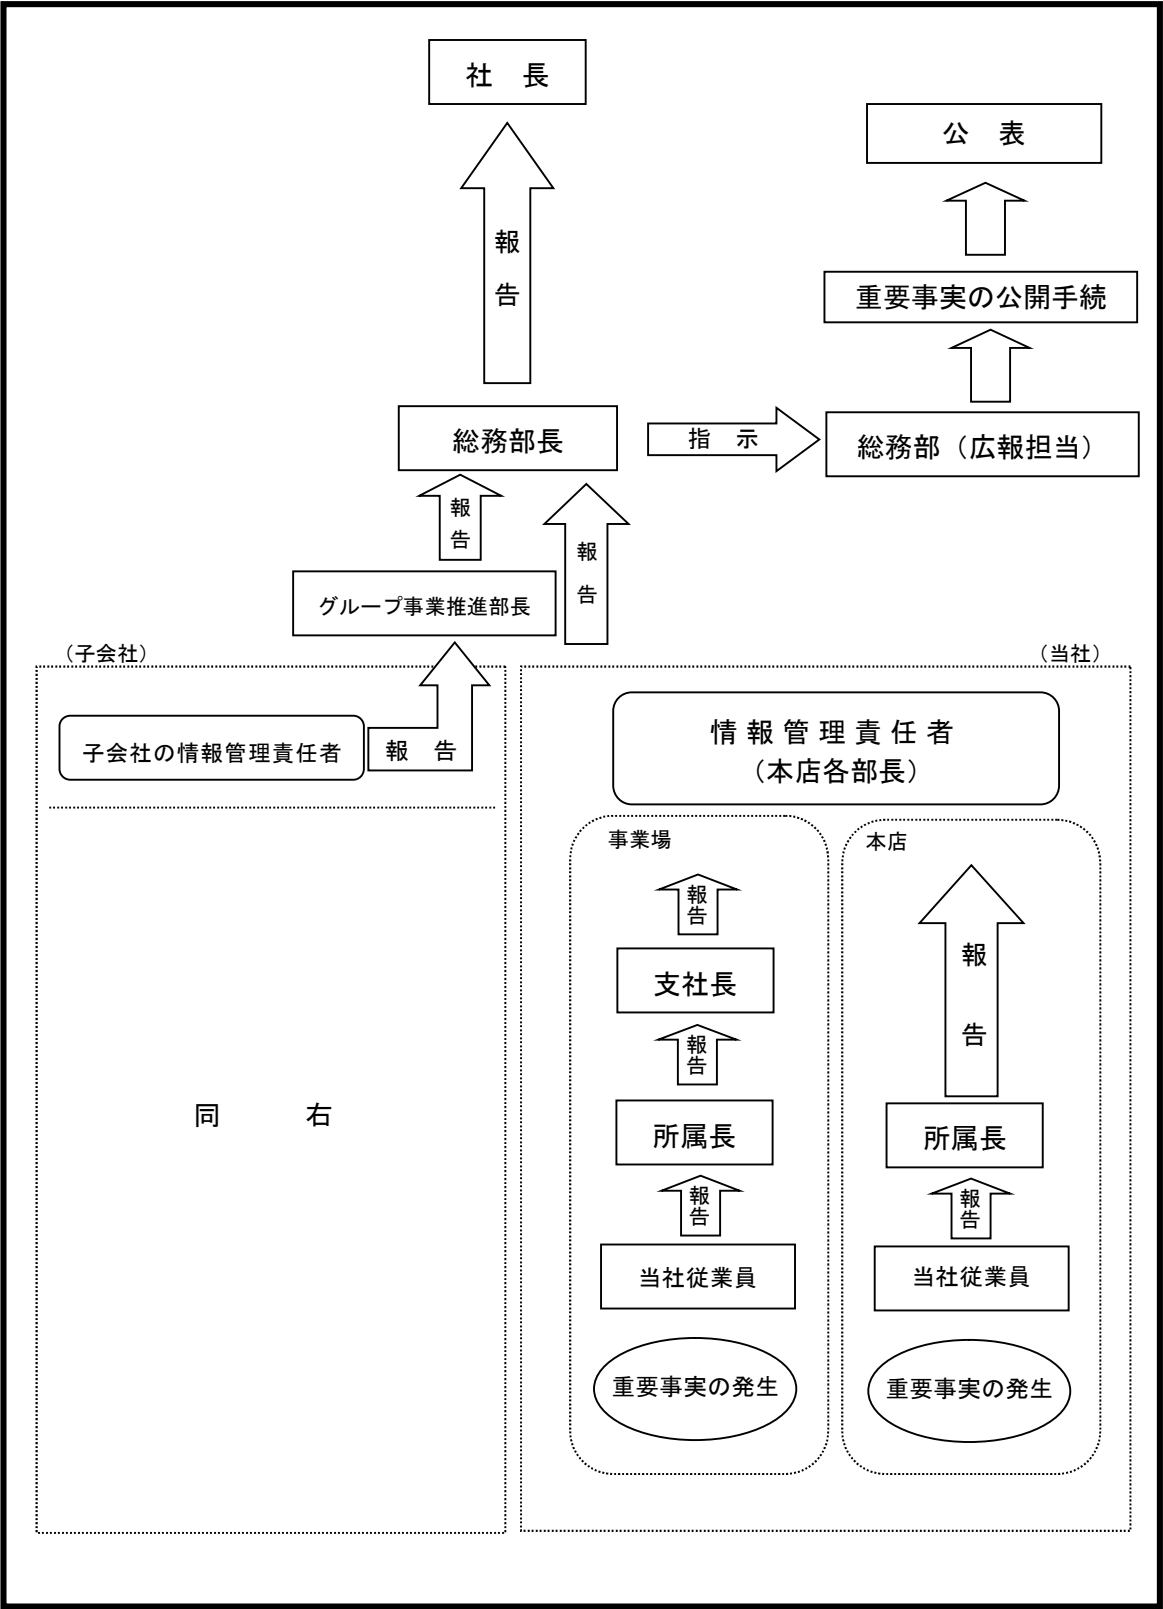 社　長
公　表
報
告
重要事実の公開手続
総務部長
指　示
総務部（広報担当）
報
告
報
告
グループ事業推進部長
（子会社）
（当社）
子会社の情報管理責任者
報　告
情報管理責任者
（本店各部長）
事業場
本店
報
告
支社長
報
告
報
告
同　　　右
所属長
所属長
報
告
報
告
当社従業員
当社従業員
重要事実の発生
重要事実の発生